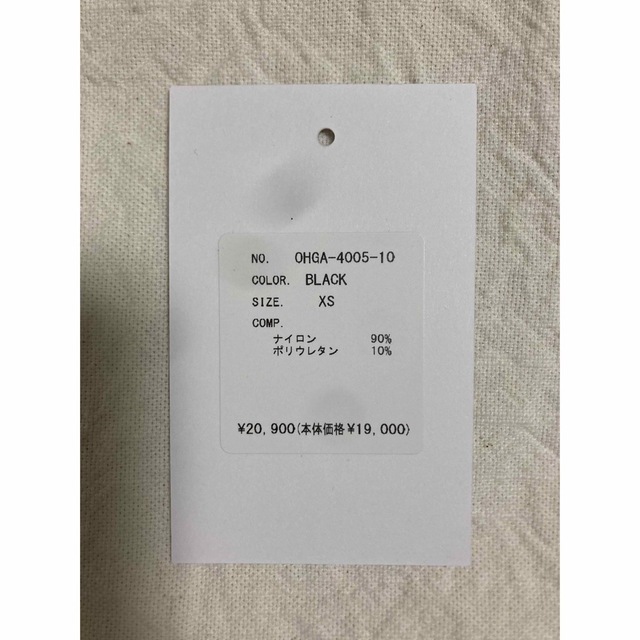 NO. OHGA-4005-10
COLOR. BLACK
SIZE. XS
COMP.
ナイロン 90%
ポリウレタン 10%
¥20,900(本体価格¥19,000)